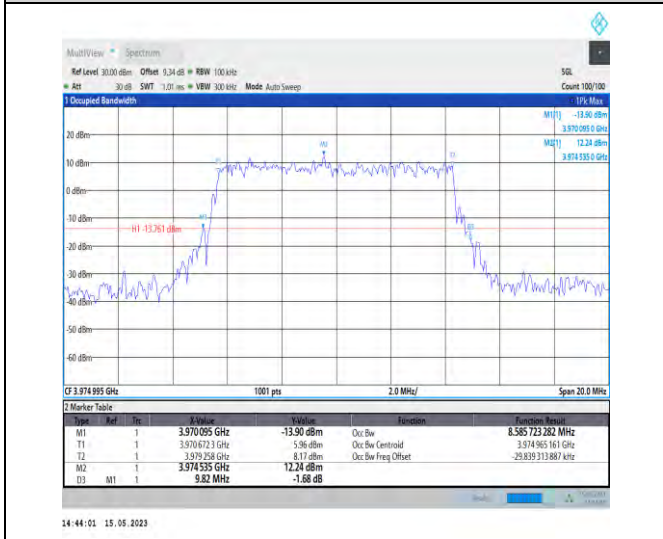 MultiView Spectrum
Ref Level 30.00 dBm Offset 9.34 dB RBW 100 kHz SGL
Att 30 dB SWT 1.01 ms VBW 300 kHz Mode Auto Sweep Count 100/100
1 Occupied Bandwidth 1Pk Max
M1[1] -13.90 dBm
3.970 095 0 GHz
M2[1] 12.24 dBm
3.974 535 0 GHz
20 dBm
M2
10 dBm
0 dBm
-10 dBm
H1 -13.761 dBm
-20 dBm
-30 dBm
-40 dBm
-50 dBm
-60 dBm
CF 3.974 995 GHz 1001 pts 2.0 MHz/ Span 20.0 MHz
2 Marker Table
Type Ref Trc X-Value Y-Value Function Function Result
M1 1 3.970 095 GHz -13.90 dBm Occ Bw 8.585 723 282 MHz
T1 1 3.970 672 3 GHz 5.96 dBm Occ Bw Centroid 3.974 965 161 GHz
T2 1 3.979 258 GHz 8.17 dBm Occ Bw Freq Offset -29.839 313 887 kHz
M2 1 3.974 535 GHz 12.24 dBm
D3 M1 1 9.82 MHz -1.68 dB
14:44:01 15.05.2023